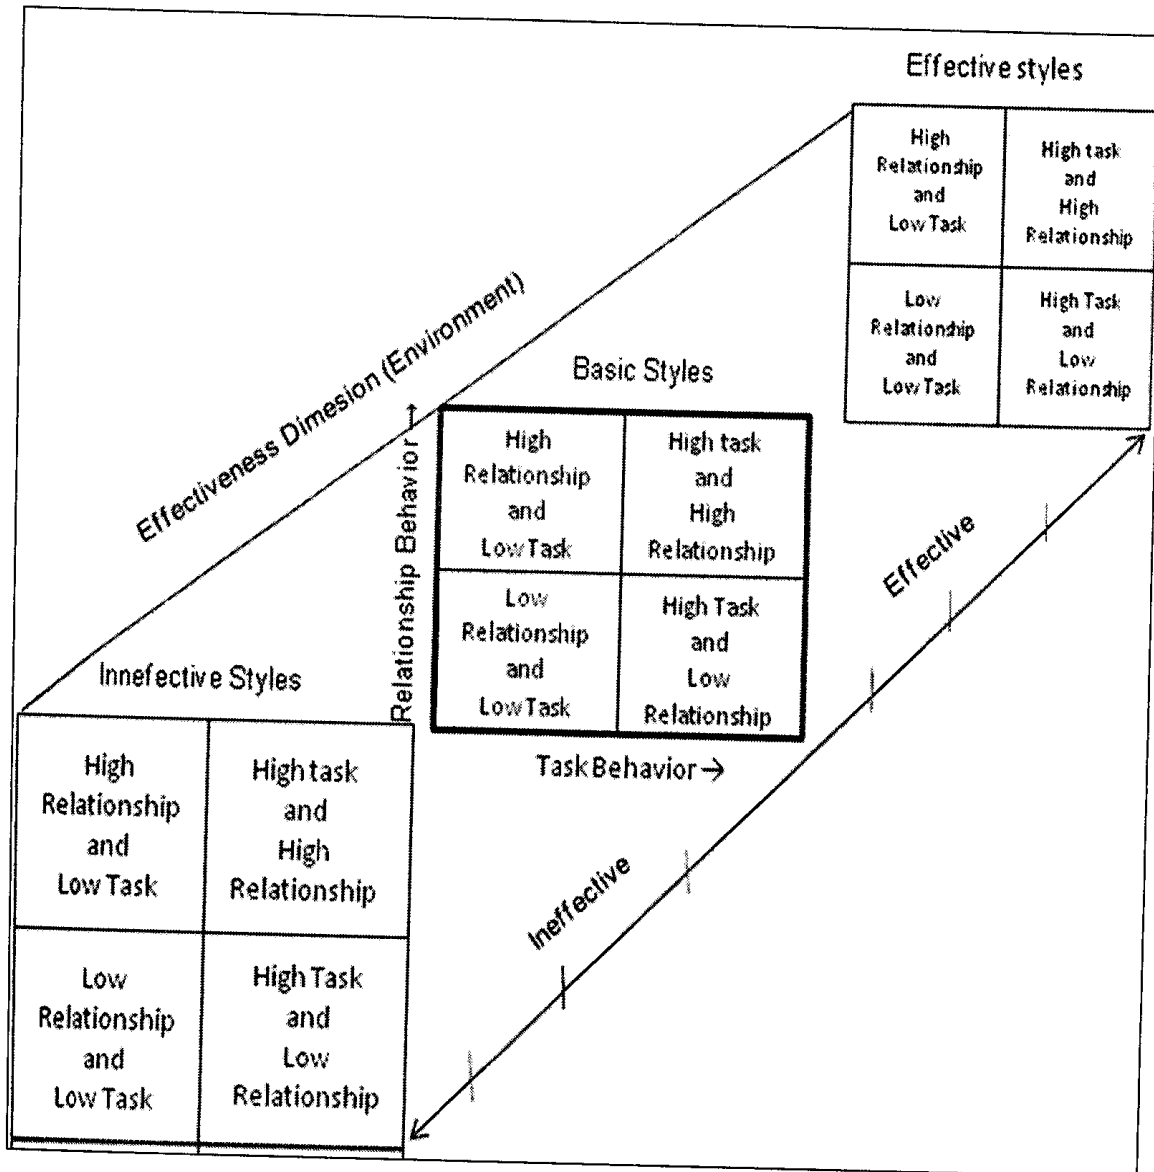 Effective styles
High
Relationship
and
Low Task
High task
and
High
Relationship
Low
Relationship
and
Low Task
High Task
and
Low
Relationship
Effectiveness Dimesion (Environment)
Basic Styles
Relationship Behavior →
High
Relationship
and
Low Task
High task
and
High
Relationship
Low
Relationship
and
Low Task
High Task
and
Low
Relationship
Task Behavior →
Effective
Ineffective
Innefective Styles
High
Relationship
and
Low Task
High task
and
High
Relationship
Low
Relationship
and
Low Task
High Task
and
Low
Relationship